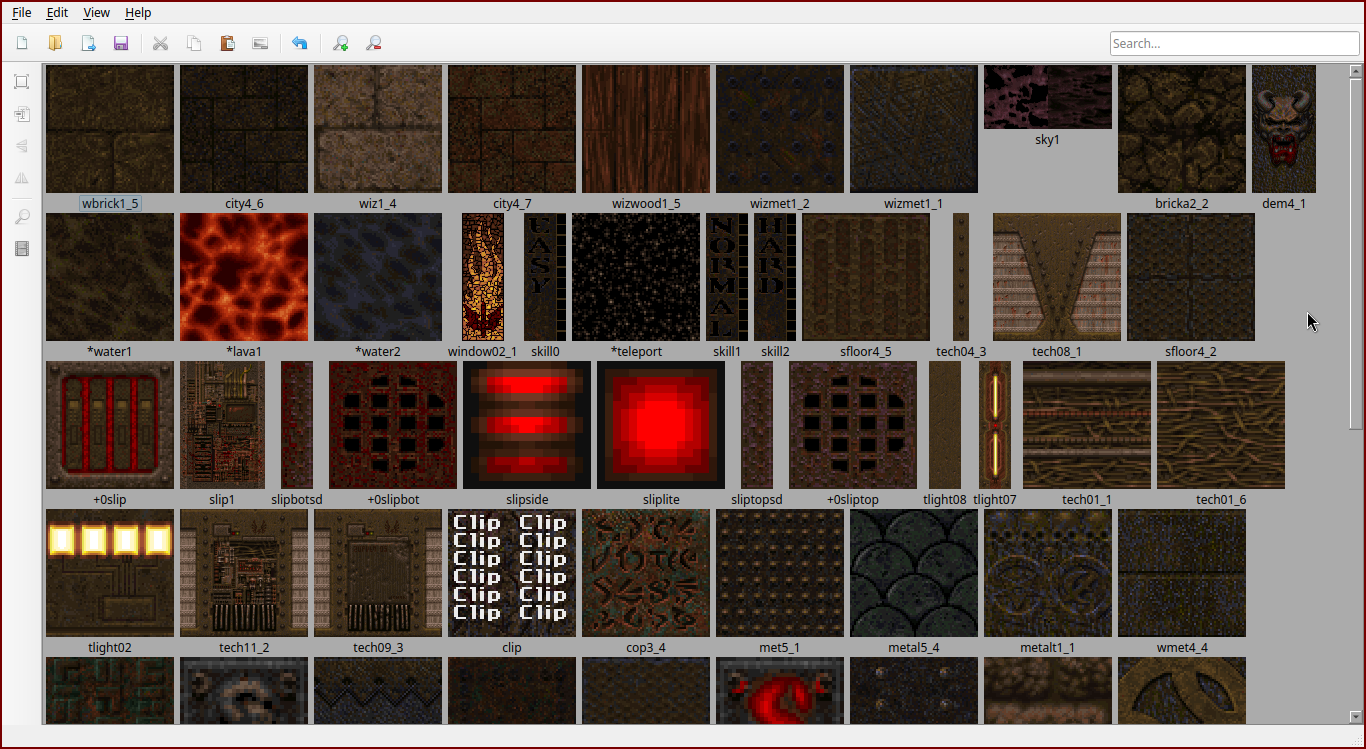 File Edit View Help
Search...
wbrick1_5 city4_6 wiz1_4 city4_7 wizwood1_5 wizmet1_2 wizmet1_1 sky1 bricka2_2 dem4_1
EASY NORMAL HARD
*water1 *lava1 *water2 window02_1 skill0 *teleport skill1 skill2 sfloor4_5 tech04_3 tech08_1 sfloor4_2
+0slip slip1 slipbotsd +0slipbot slipside sliplite sliptopsd +0sliptop tlight08 tlight07 tech01_1 tech01_6
Clip Clip
Clip Clip
Clip Clip
Clip Clip
Clip Clip
Clip Clip
tlight02 tech11_2 tech09_3 clip cop3_4 met5_1 metal5_4 metalt1_1 wmet4_4